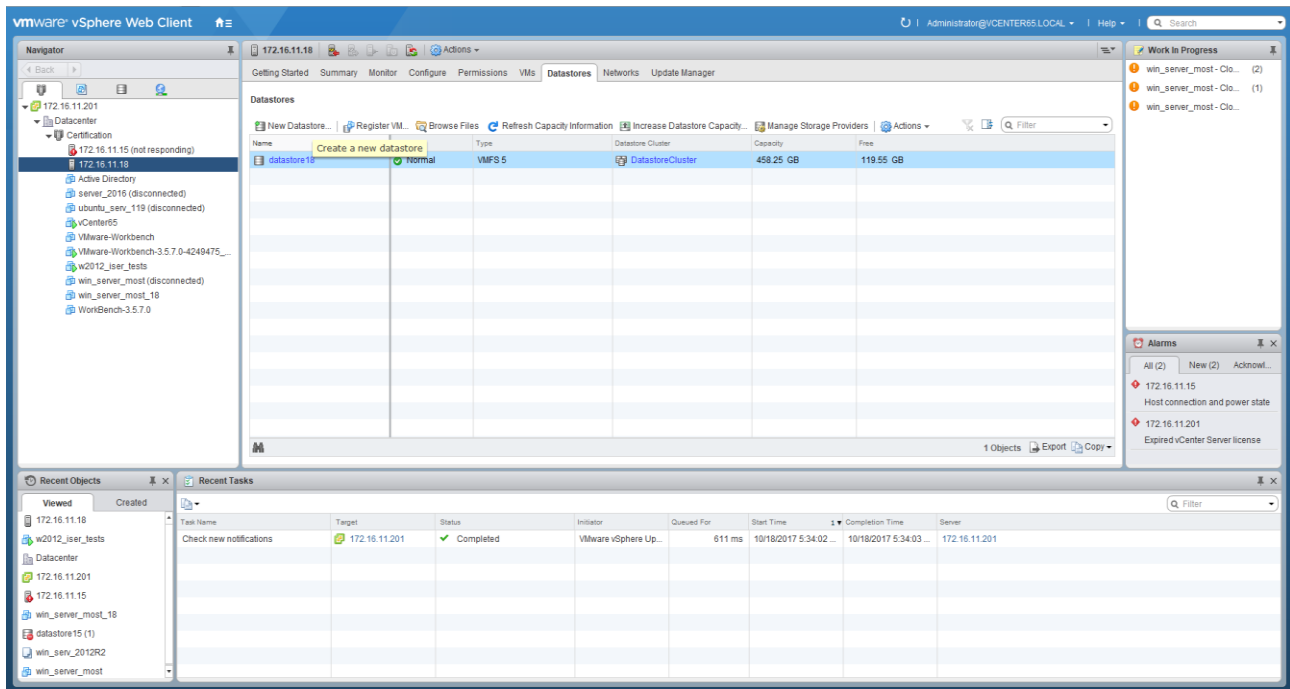 vmware® vSphere Web Client
Administrator@VCENTER65.LOCAL
Help
Search
Navigator
Back
172.16.11.201
Datacenter
Certification
172.16.11.15 (not responding)
172.16.11.18
Active Directory
server_2016 (disconnected)
ubuntu_serv_119 (disconnected)
vCenter65
VMware-Workbench
VMware-Workbench-3.5.7.0-4249475_...
w2012_iser_tests
win_server_most (disconnected)
win_server_most_18
WorkBench-3.5.7.0
172.16.11.18 Actions
Getting Started Summary Monitor Configure Permissions VMs Datastores Networks Update Manager
Datastores
New Datastore... Register VM... Browse Files Refresh Capacity Information Increase Datastore Capacity... Manage Storage Providers Actions Filter
Name Type Datastore Cluster Capacity Free
Create a new datastore
datastore18 Normal VMFS 5 DatastoreCluster 458.25 GB 119.55 GB
1 Objects Export Copy
Work In Progress
win_server_most - Clo... (2)
win_server_most - Clo... (1)
win_server_most - Clo...
Alarms
All (2) New (2) Acknowl...
172.16.11.15
Host connection and power state
172.16.11.201
Expired vCenter Server license
Recent Objects
Viewed Created
172.16.11.18
w2012_iser_tests
Datacenter
172.16.11.201
172.16.11.15
win_server_most_18
datastore15 (1)
win_serv_2012R2
win_server_most
Recent Tasks
Filter
Task Name Target Status Initiator Queued For Start Time 1 Completion Time Server
Check new notifications 172.16.11.201 Completed VMware vSphere Up... 611 ms 10/18/2017 5:34:02 ... 10/18/2017 5:34:03 ... 172.16.11.201